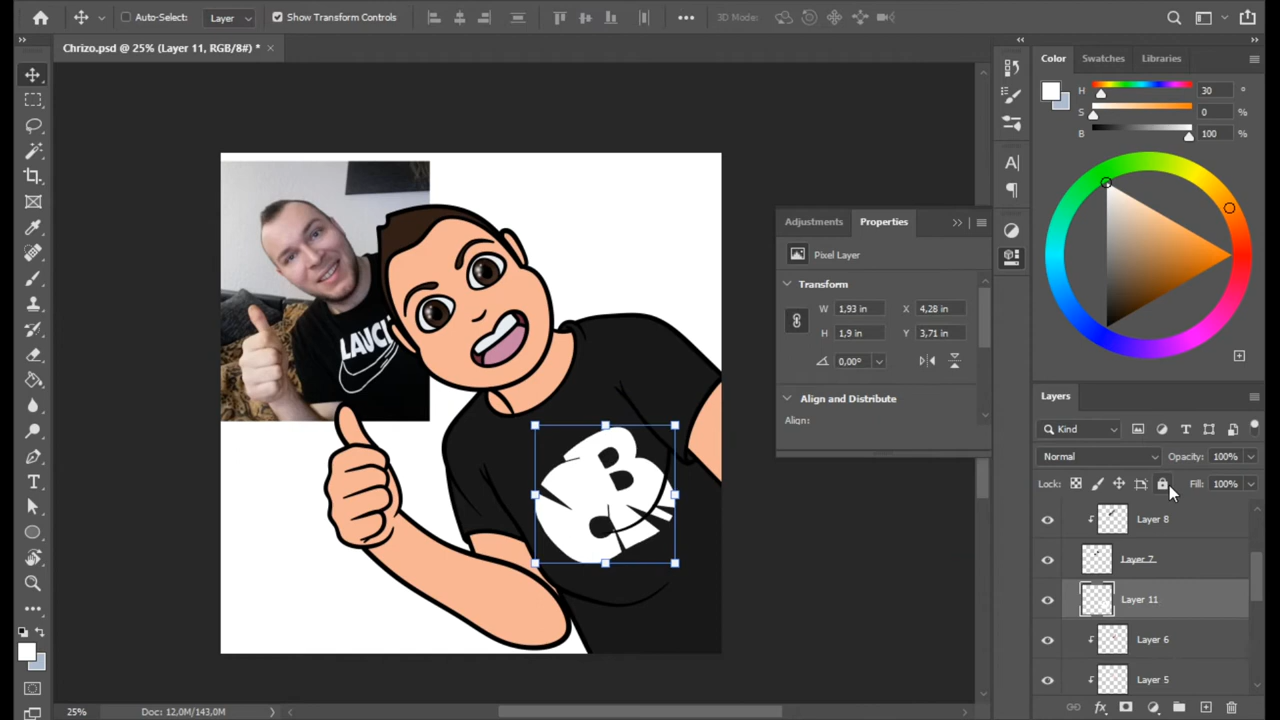 Auto-Select: Layer Show Transform Controls 3D Mode:
Chrizo.psd @ 25% (Layer 11, RGB/8#) *
Color Swatches Libraries
H 30 °
S 0 %
B 100 %
Adjustments Properties
Pixel Layer
Transform
W 1,93 in X 4,28 in
H 1,9 in Y 3,71 in
0,00°
Align and Distribute
Align:
Layers
Kind
Normal Opacity: 100%
Lock: Fill: 100%
Layer 8
Layer 7
Layer 11
Layer 6
Layer 5
25% Doc: 12,0M/143,0M